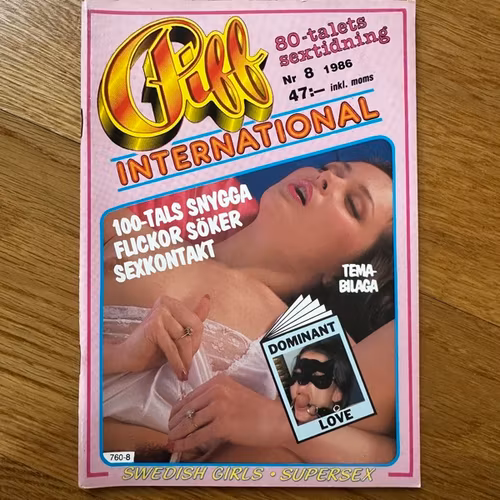 Piff
80-talets
sextidning
Nr 8 1986
47:- inkl. moms
INTERNATIONAL
100-TALS SNYGGA
FLICKOR SÖKER
SEXKONTAKT
TEMA-
BILAGA
DOMINANT
LOVE
760-8
SWEDISH GIRLS · SUPERSEX